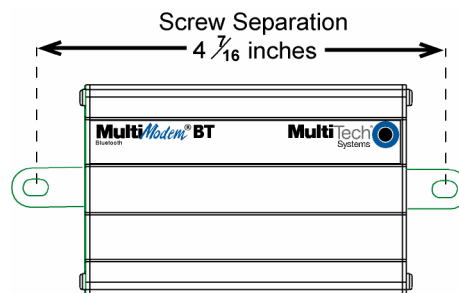 Screw Separation
4 7/16 inches
MultiModem® BT
Bluetooth
MultiTech®
Systems